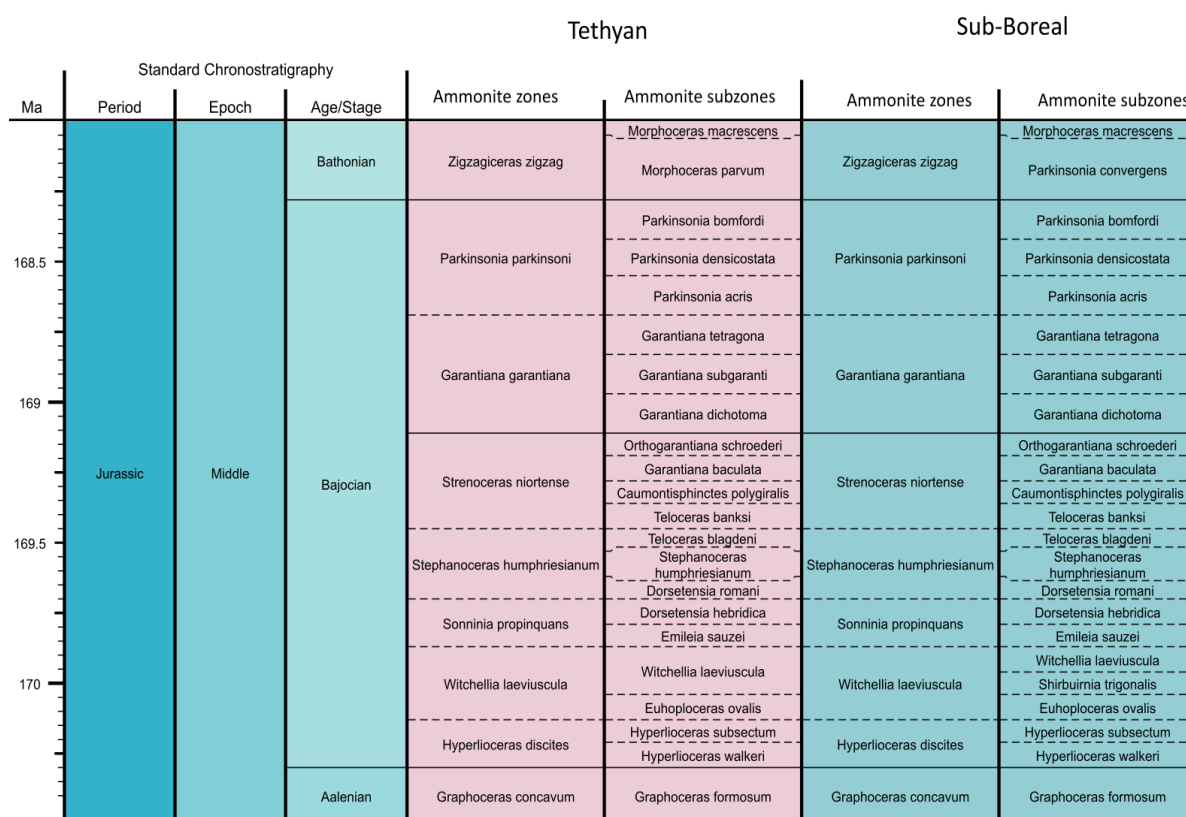 Tethyan
Sub-Boreal
Standard Chronostratigraphy
Ma
Period
Epoch
Age/Stage
Ammonite zones
Ammonite subzones
Ammonite zones
Ammonite subzones
168.5
169
169.5
170
Jurassic
Middle
Bathonian
Bajocian
Aalenian
Zigzagiceras zigzag
Parkinsonia parkinsoni
Garantiana garantiana
Strenoceras niortense
Stephanoceras humphriesianum
Sonninia propinquans
Witchellia laeviuscula
Hyperlioceras discites
Graphoceras concavum
Morphoceras macrescens
Morphoceras parvum
Parkinsonia bomfordi
Parkinsonia densicostata
Parkinsonia acris
Garantiana tetragona
Garantiana subgaranti
Garantiana dichotoma
Orthogarantiana schroederi
Garantiana baculata
Caumontisphinctes polygiralis
Teloceras banksi
Teloceras blagdeni
Stephanoceras
humphriesianum
Dorsetensia romani
Dorsetensia hebridica
Emileia sauzei
Witchellia laeviuscula
Euhoploceras ovalis
Hyperlioceras subsectum
Hyperlioceras walkeri
Graphoceras formosum
Zigzagiceras zigzag
Parkinsonia parkinsoni
Garantiana garantiana
Strenoceras niortense
Stephanoceras humphriesianum
Sonninia propinquans
Witchellia laeviuscula
Hyperlioceras discites
Graphoceras concavum
Morphoceras macrescens
Parkinsonia convergens
Parkinsonia bomfordi
Parkinsonia densicostata
Parkinsonia acris
Garantiana tetragona
Garantiana subgaranti
Garantiana dichotoma
Orthogarantiana schroederi
Garantiana baculata
Caumontisphinctes polygiralis
Teloceras banksi
Teloceras blagdeni
Stephanoceras
humphriesianum
Dorsetensia romani
Dorsetensia hebridica
Emileia sauzei
Witchellia laeviuscula
Shirbuirnia trigonalis
Euhoploceras ovalis
Hyperlioceras subsectum
Hyperlioceras walkeri
Graphoceras formosum